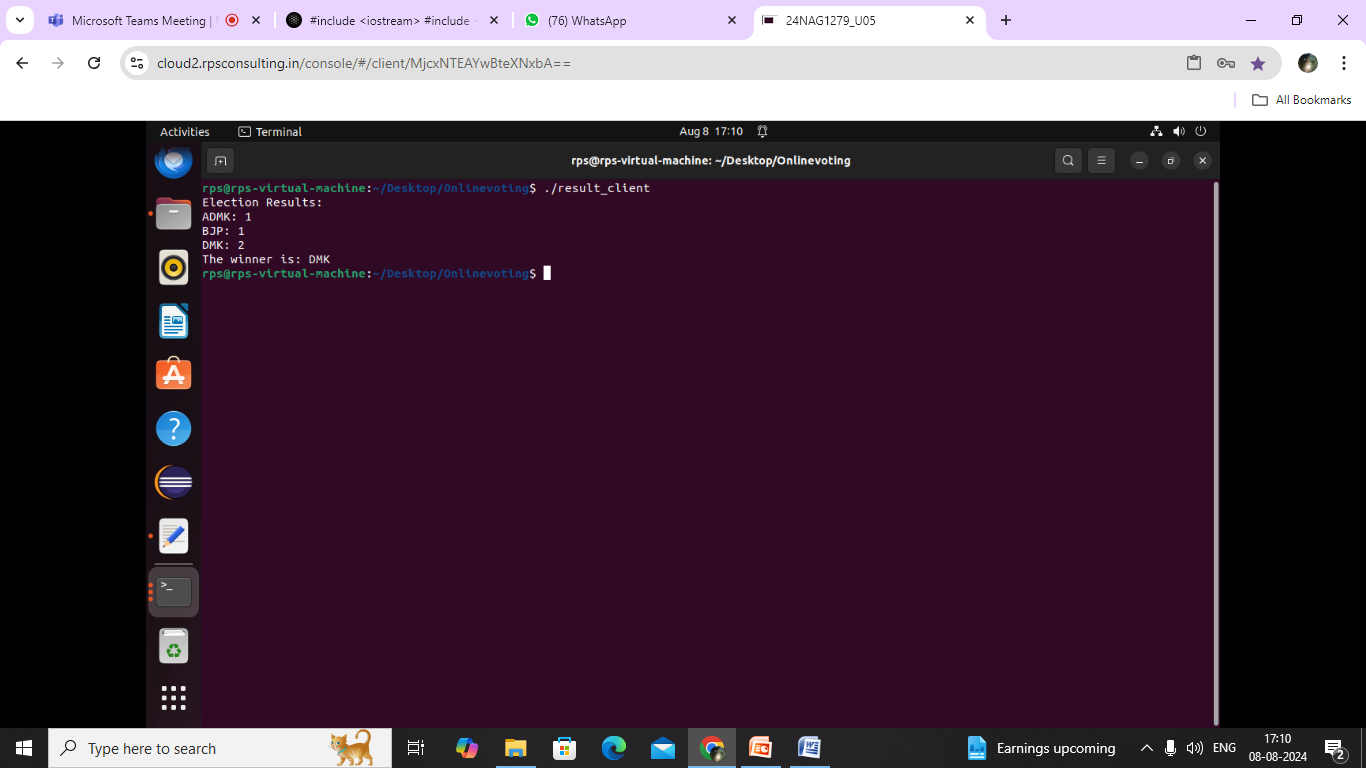 Microsoft Teams Meeting |
#include <iostream> #include
(76) WhatsApp
24NAG1279_U05
cloud2.rpsconsulting.in/console/#/client/MjcxNTEAYwBteXNxbA==
All Bookmarks
Activities
Terminal
Aug 8 17:10
rps@rps-virtual-machine: ~/Desktop/Onlinevoting
rps@rps-virtual-machine:~/Desktop/Onlinevoting$ ./result_client
Election Results:
ADMK: 1
BJP: 1
DMK: 2
The winner is: DMK
rps@rps-virtual-machine:~/Desktop/Onlinevoting$
Type here to search
Earnings upcoming
ENG
17:10
08-08-2024
2